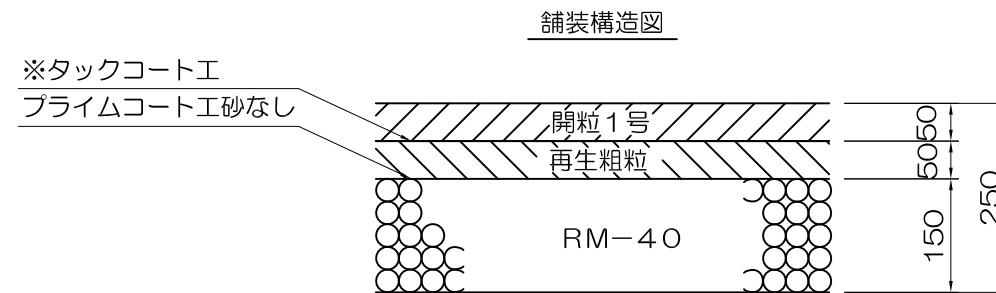 舗装構造図
※タックコート工
プライムコート工砂なし
開粒1号
再生粗粒
RM-40
50
50
150
250